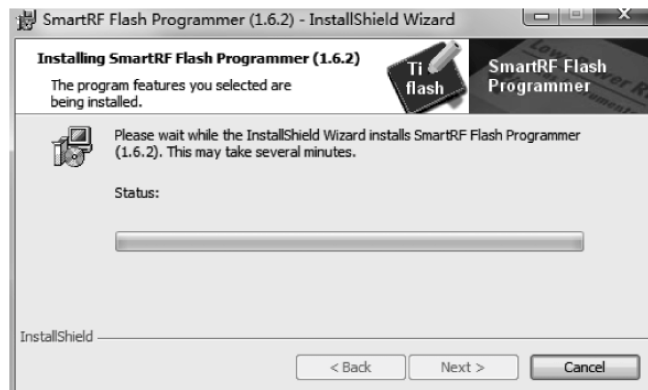 SmartRF Flash Programmer (1.6.2) - InstallShield Wizard
Installing SmartRF Flash Programmer (1.6.2)
The program features you selected are
being installed.
Ti
flash
SmartRF Flash
Programmer
Please wait while the InstallShield Wizard installs SmartRF Flash Programmer
(1.6.2). This may take several minutes.
Status:
InstallShield
< Back
Next >
Cancel